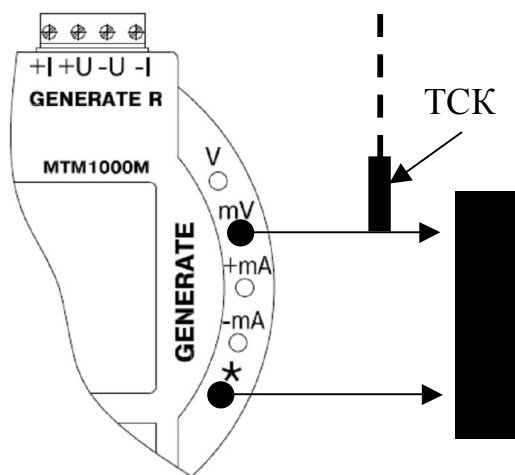 +I +U -U -I
GENERATE R
ТСК
MTM1000M
V
mV
GENERATE
+mA
-mA
*